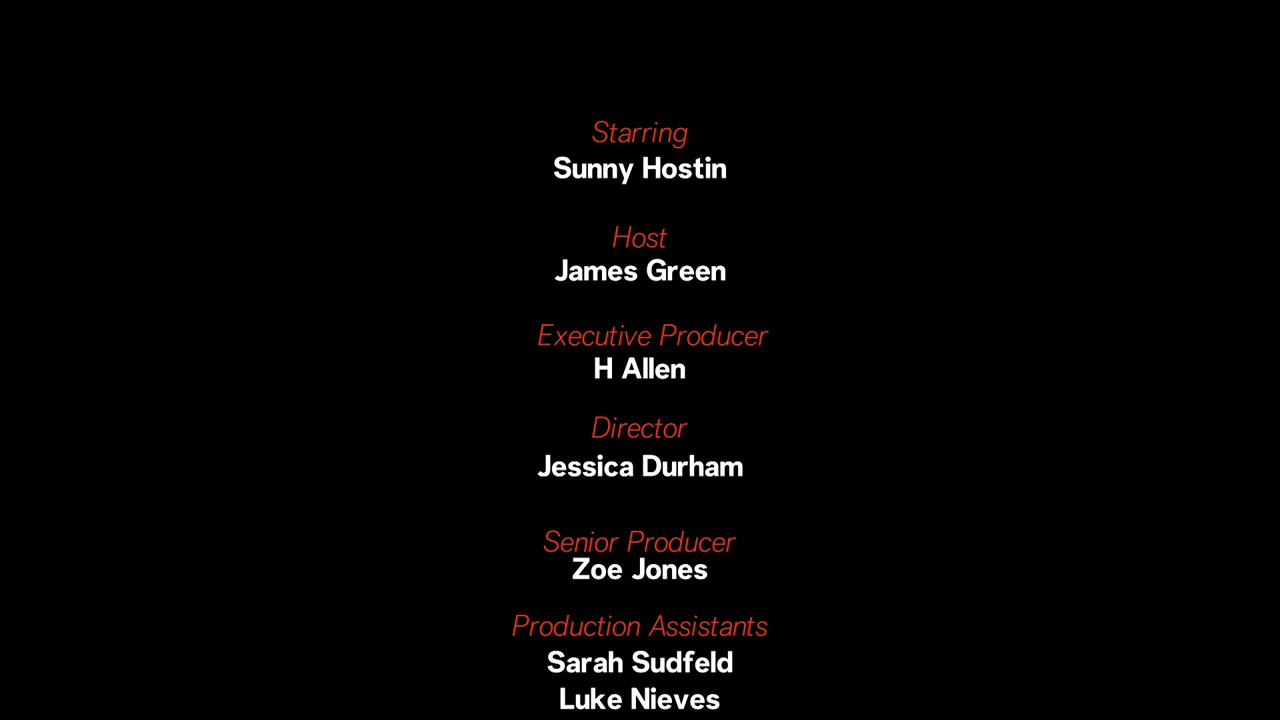 Starring
Sunny Hostin
Host
James Green
Executive Producer
H Allen
Director
Jessica Durham
Senior Producer
Zoe Jones
Production Assistants
Sarah Sudfeld
Luke Nieves